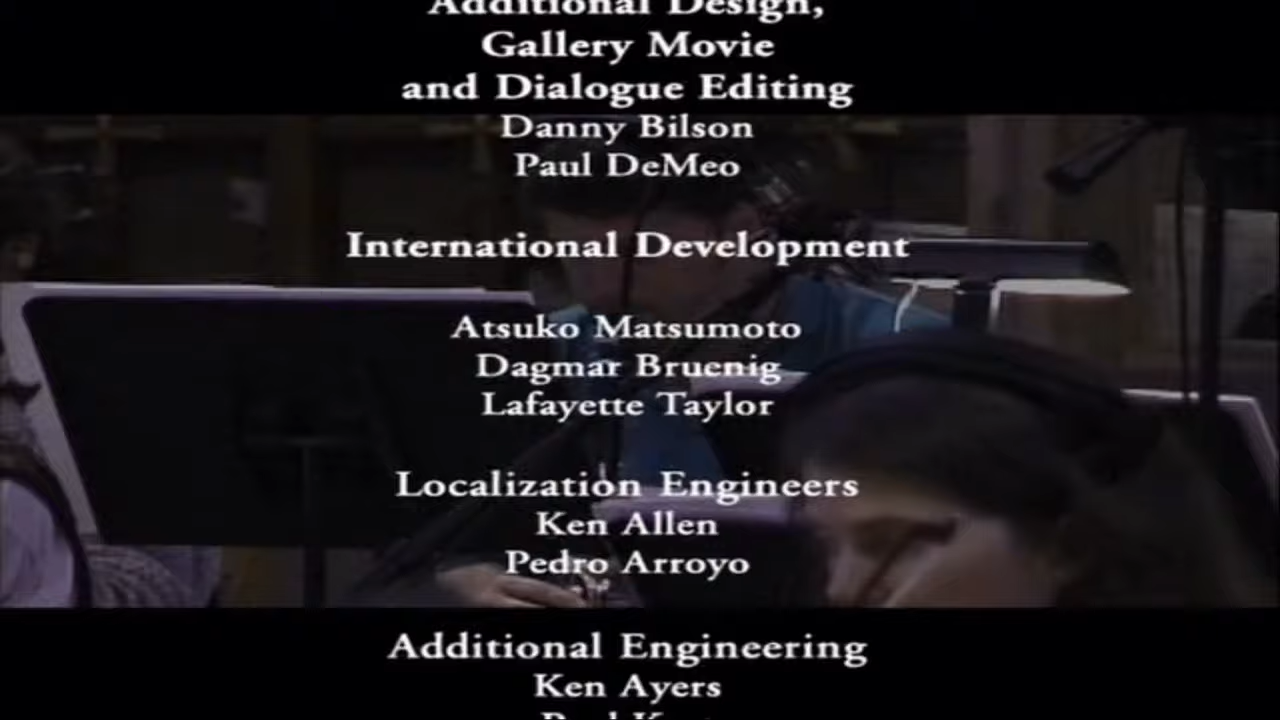 Additional Design,
Gallery Movie
and Dialogue Editing
Danny Bilson
Paul DeMeo
International Development
Atsuko Matsumoto
Dagmar Bruenig
Lafayette Taylor
Localization Engineers
Ken Allen
Pedro Arroyo
Additional Engineering
Ken Ayers